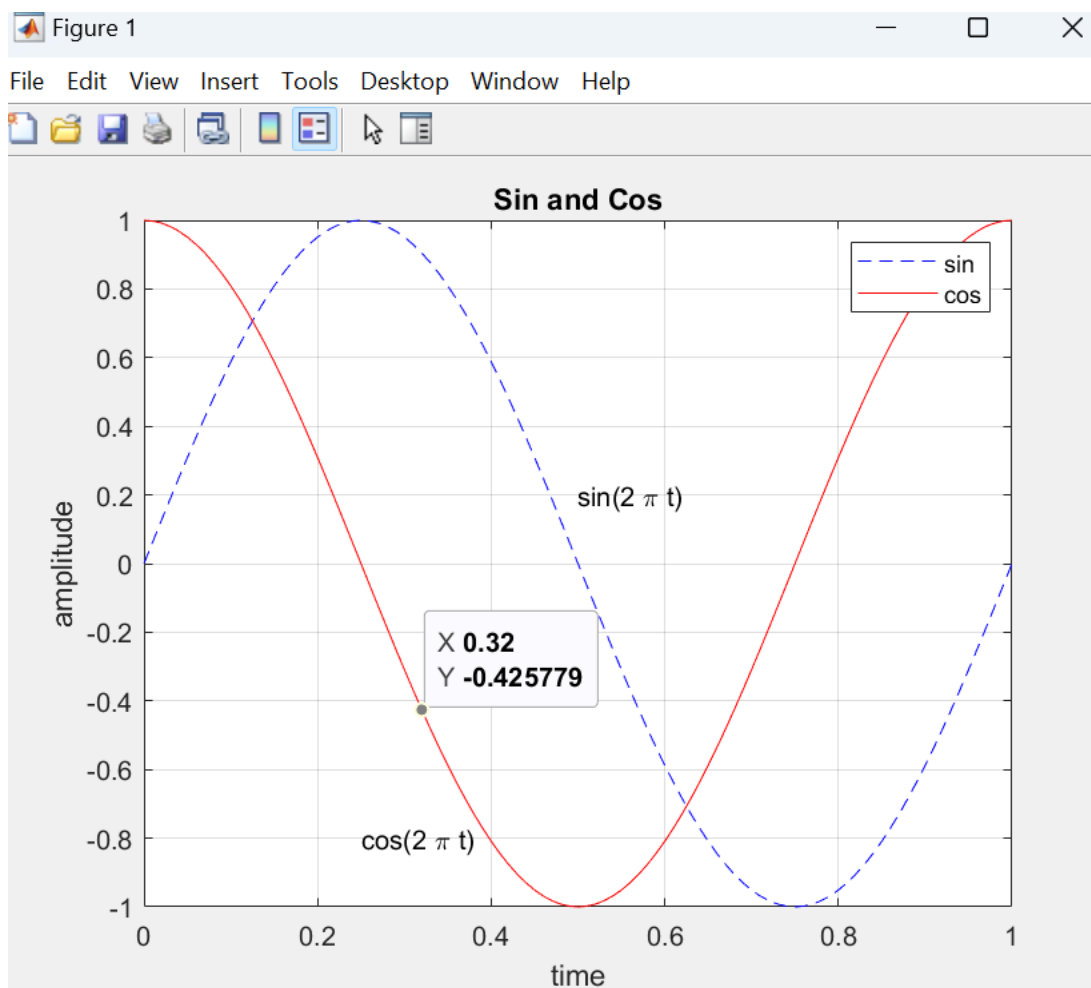 Figure 1
File Edit View Insert Tools Desktop Window Help
Sin and Cos
1
0.8
0.6
0.4
0.2
0
-0.2
-0.4
-0.6
-0.8
-1
amplitude
sin
cos
sin(2 π t)
X 0.32
Y -0.425779
cos(2 π t)
0 0.2 0.4 0.6 0.8 1
time